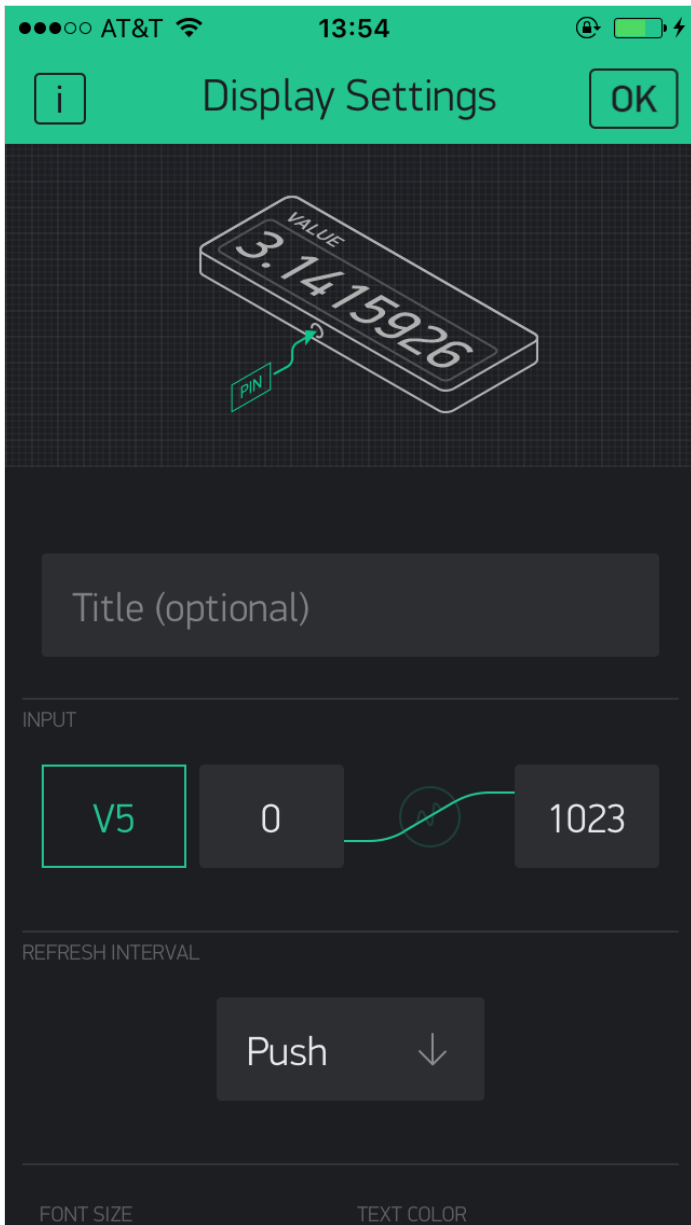 AT&T 13:54
i Display Settings OK
VALUE
3.1415926
PIN
Title (optional)
INPUT
V5 0 1023
REFRESH INTERVAL
Push
FONT SIZE TEXT COLOR